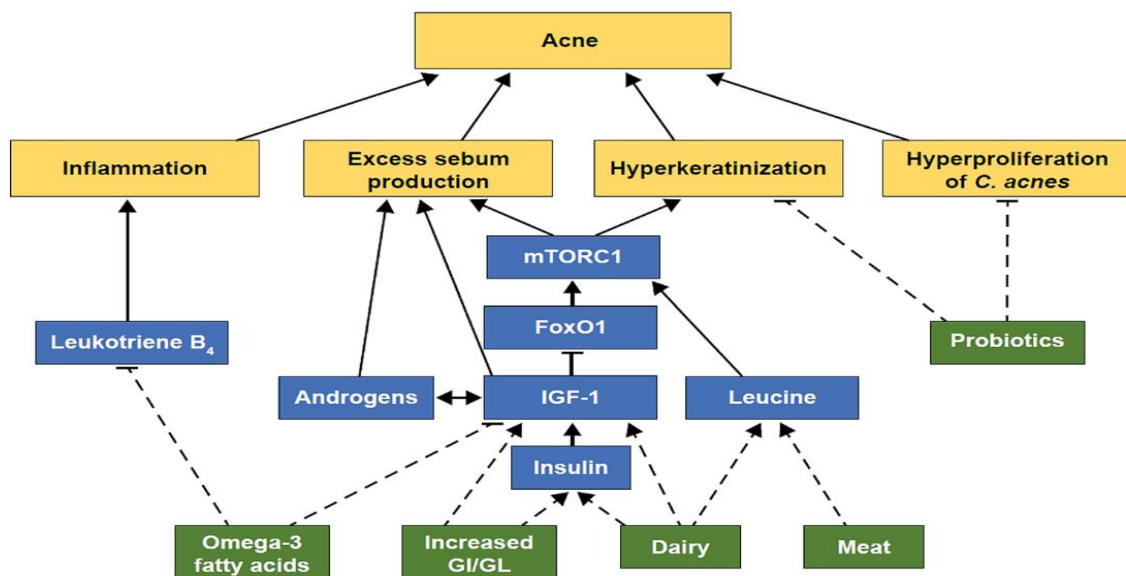 Acne
Inflammation
Excess sebum
production
Hyperkeratinization
Hyperproliferation
of C. acnes
mTORC1
FoxO1
Leukotriene B₄
Probiotics
Androgens
IGF-1
Leucine
Insulin
Omega-3
fatty acids
Increased
GI/GL
Dairy
Meat